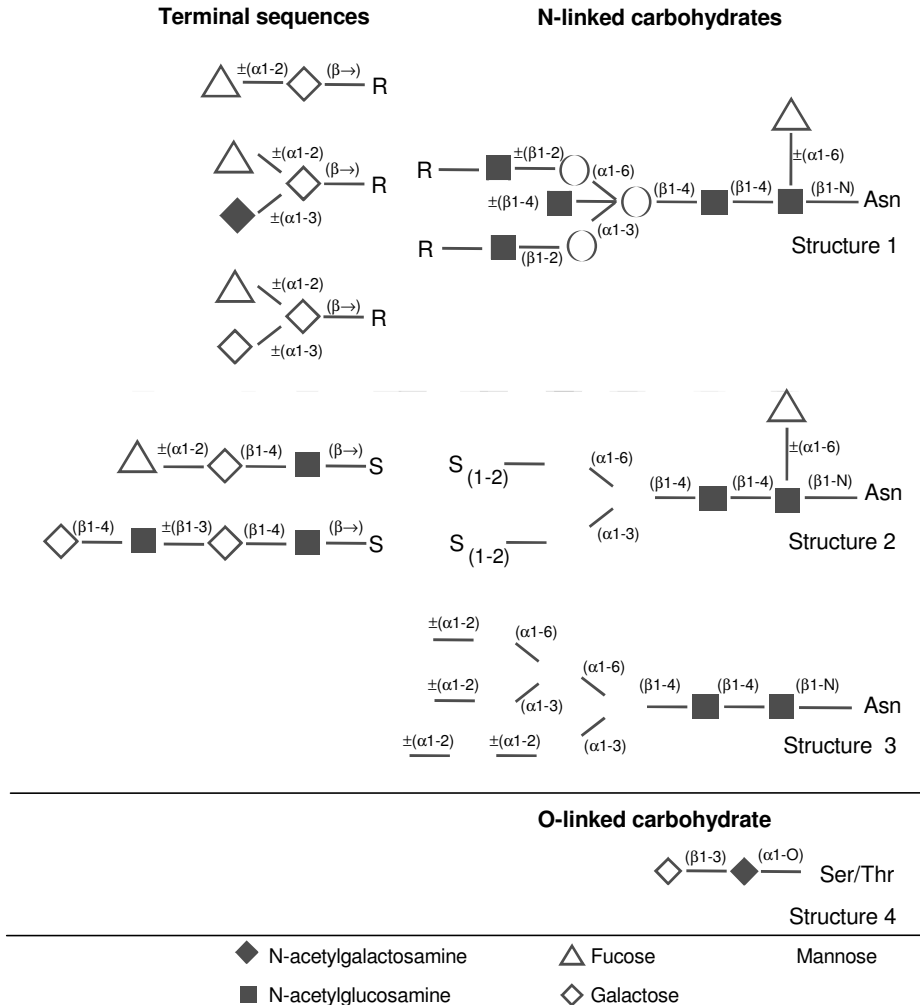 Terminal sequences
N-linked carbohydrates
±(α1-2) (β→) R
±(α1-2) (β→) R
±(α1-3)
±(α1-2) (β→) R
±(α1-3)
±(α1-6)
R ±(β1-2) (α1-6)
±(β1-4) (β1-4) (β1-4) (β1-N) Asn
R (β1-2) (α1-3)
Structure 1
±(α1-2) (β1-4) (β→) S
(β1-4) ±(β1-3) (β1-4) (β→) S
±(α1-6)
S (1-2) (α1-6)
(β1-4) (β1-4) (β1-N) Asn
S (1-2) (α1-3)
Structure 2
±(α1-2) (α1-6)
±(α1-2) (α1-3) (α1-6) (β1-4) (β1-4) (β1-N) Asn
±(α1-2) ±(α1-2) (α1-3)
Structure 3
O-linked carbohydrate
(β1-3) (α1-O) Ser/Thr
Structure 4
N-acetylgalactosamine Fucose Mannose
N-acetylglucosamine Galactose